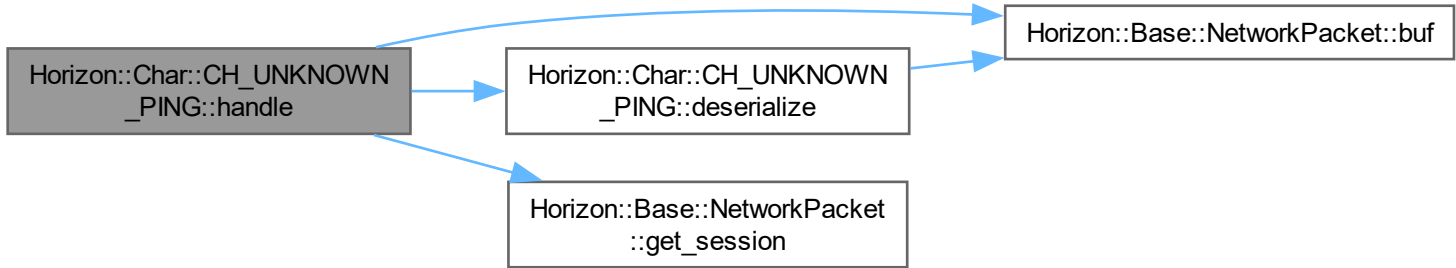 Horizon::Char::CH_UNKNOWN
_PING::handle
Horizon::Char::CH_UNKNOWN
_PING::deserialize
Horizon::Base::NetworkPacket::buf
Horizon::Base::NetworkPacket
::get_session